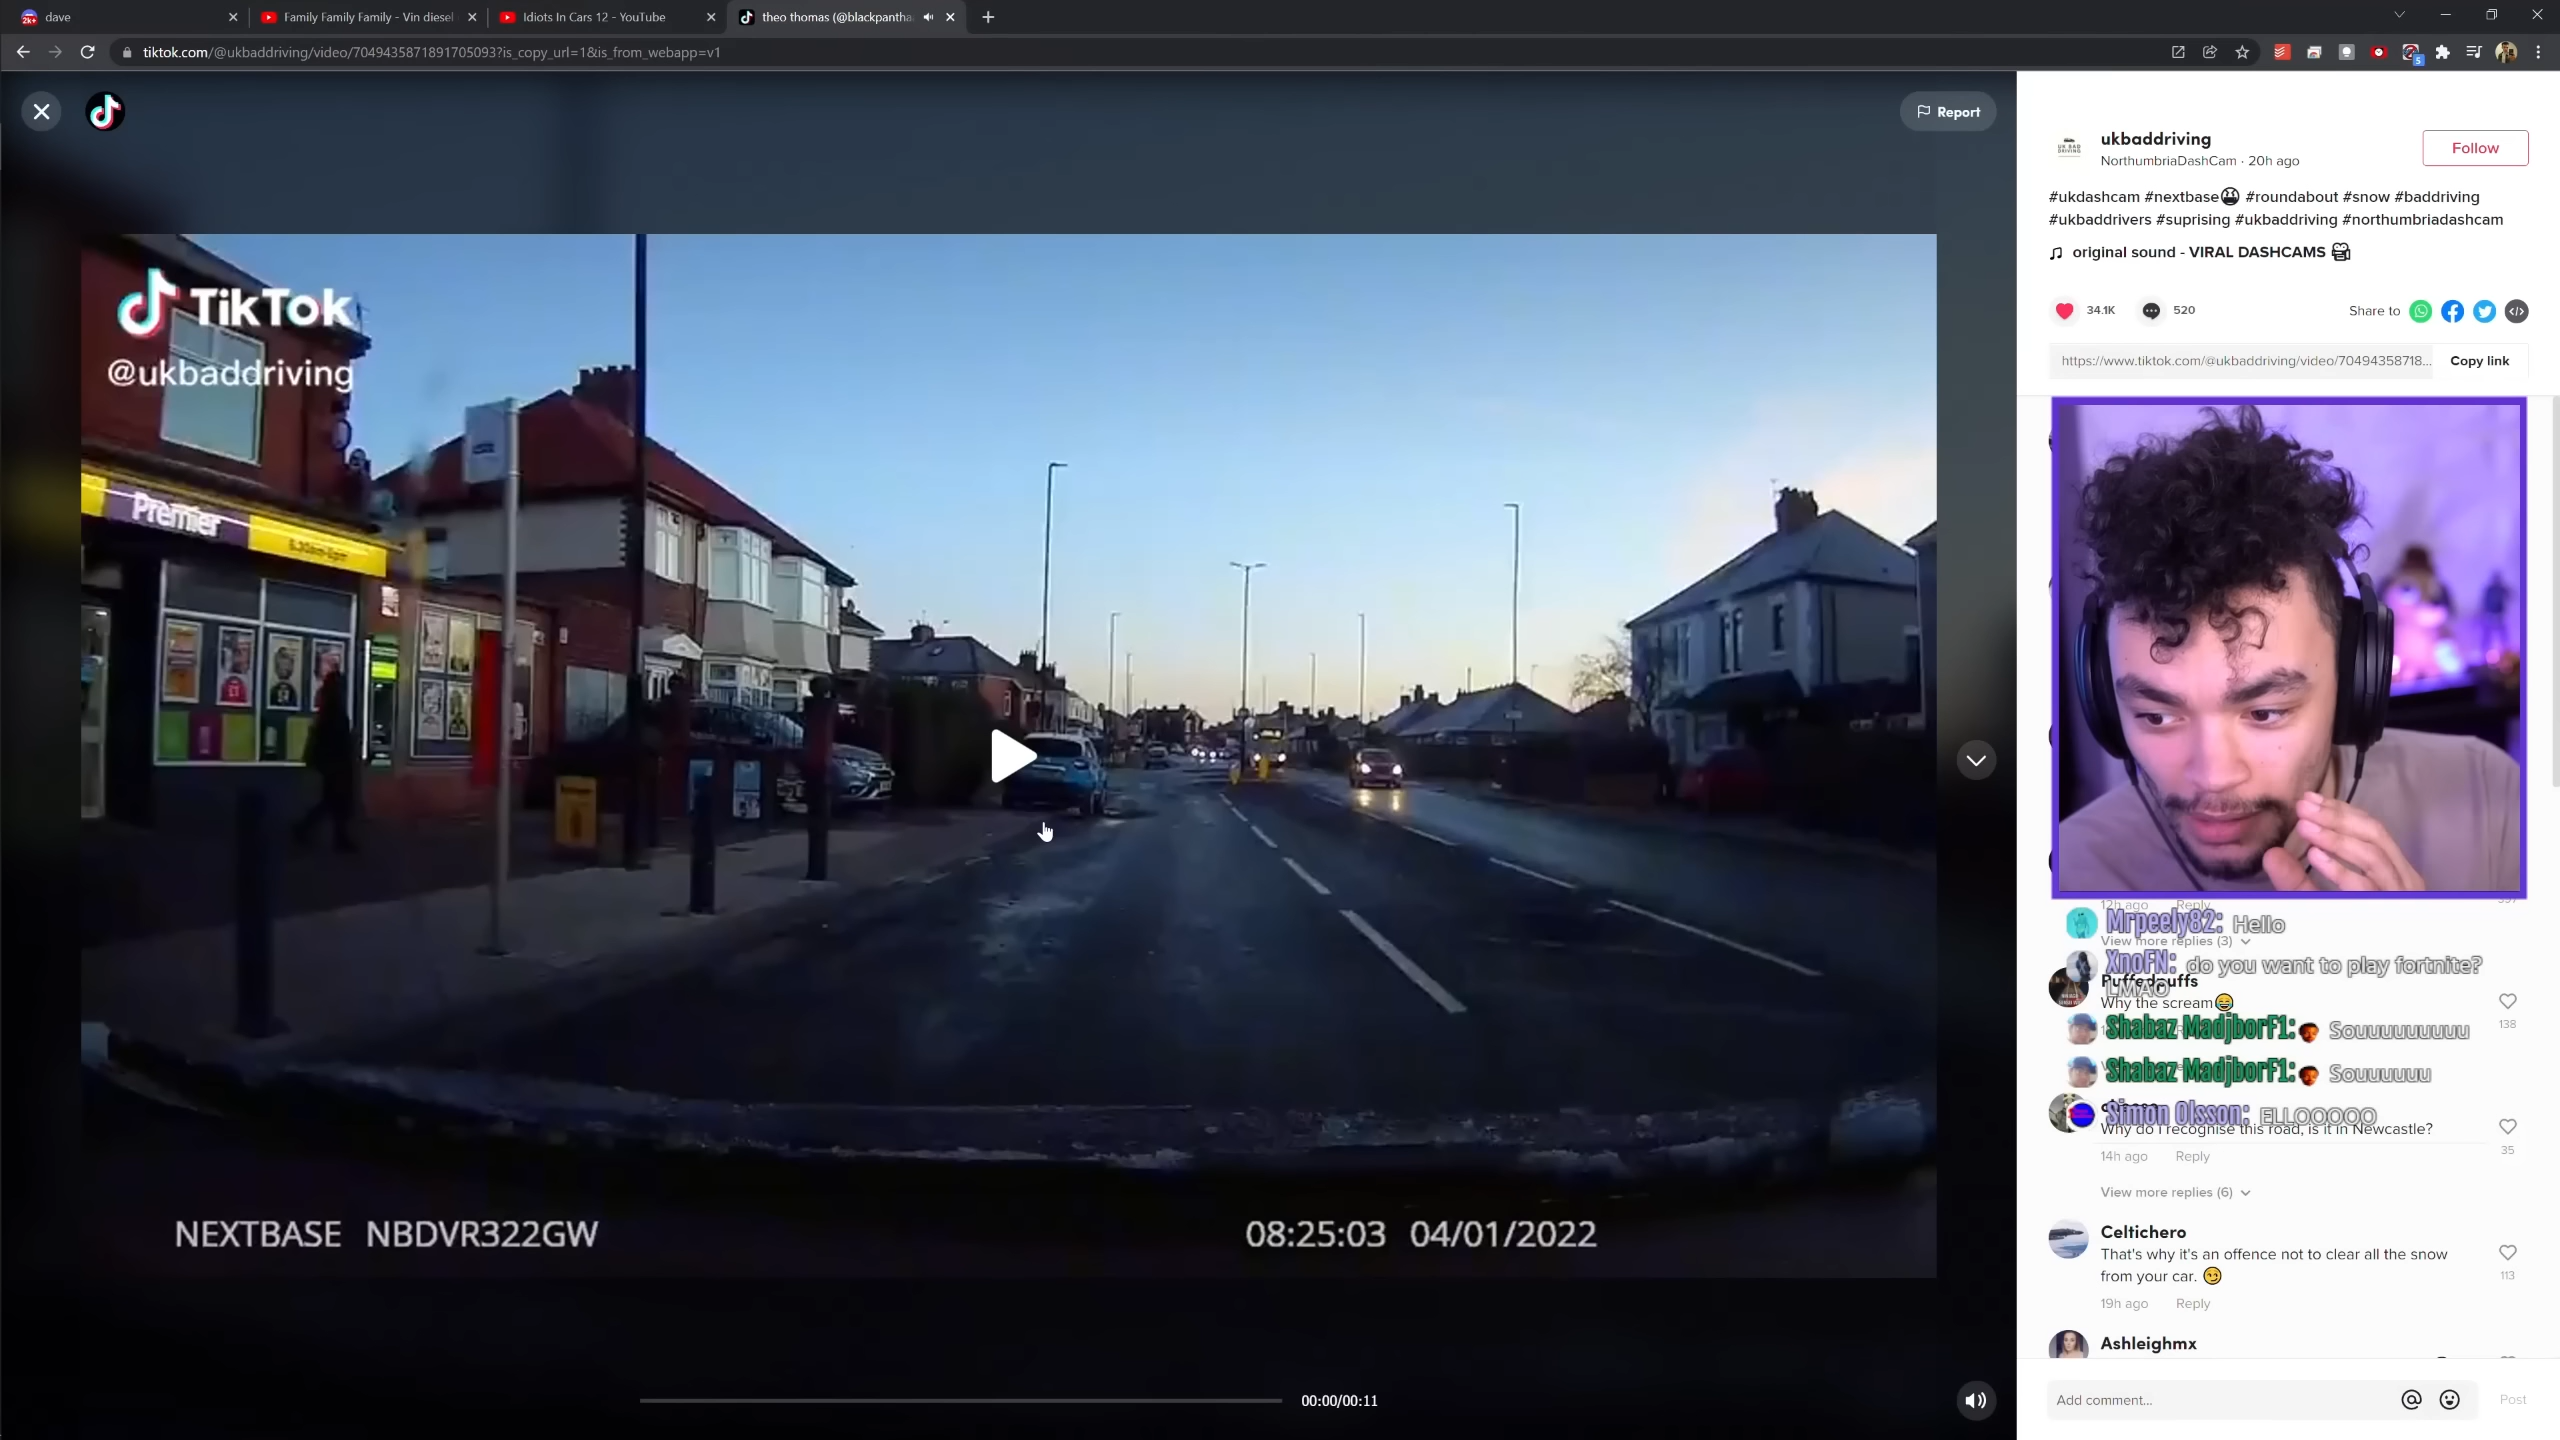 dave
Family Family Family - Vin diesel
Idiots In Cars 12 - YouTube
theo thomas (@blackpantha
tiktok.com/@ukbaddriving/video/7049435871891705093?is_copy_url=1&is_from_webapp=v1
Report
ukbaddriving
NorthumbriaDashCam · 20h ago
Follow
#ukdashcam #nextbase😫 #roundabout #snow #baddriving
#ukbaddrivers #suprising #ukbaddriving #northumbriadashcam
original sound - VIRAL DASHCAMS
34.1K
520
Share to
https://www.tiktok.com/@ukbaddriving/video/70494358718...
Copy link
TikTok
@ukbaddriving
Premier
NEXTBASE NBDVR322GW
08:25:03 04/01/2022
00:00/00:11
12h ago Reply
Mrpeely82: Hello
View more replies (3)
XnoFN: do you want to play fortnite?
LMAO
Puffedpuffs
Why the scream😂
138
Shabaz MadjborF1: Souuuuuuuuu
Shabaz MadjborF1: Souuuuuu
Simon Olsson: ELLOOOOO
Why do I recognise this road, is it in Newcastle?
35
14h ago Reply
View more replies (6)
Celtichero
That's why it's an offence not to clear all the snow
from your car. 😏
113
19h ago Reply
Ashleighmx
Add comment...
Post